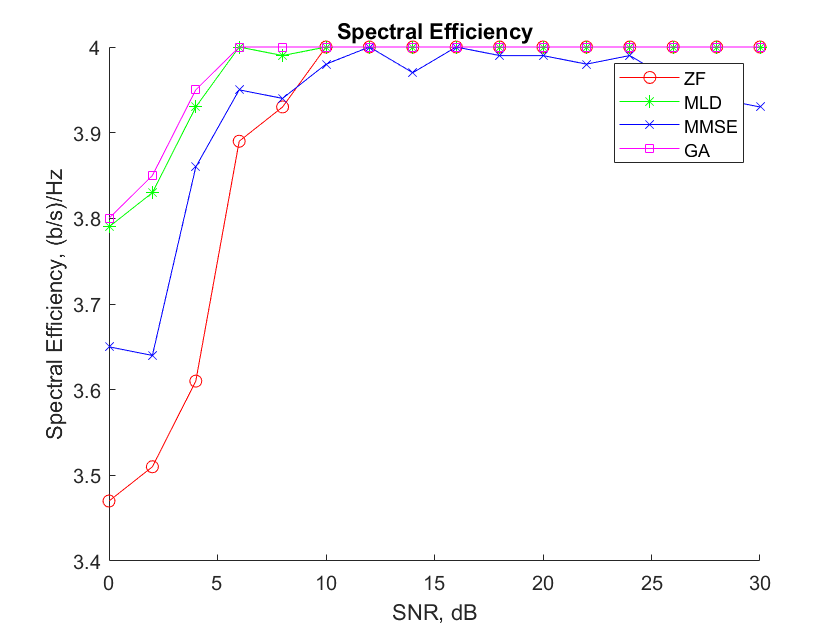 Spectral Efficiency
4
3.9
3.8
3.7
3.6
3.5
3.4
Spectral Efficiency, (b/s)/Hz
ZF
MLD
MMSE
GA
0 5 10 15 20 25 30
SNR, dB